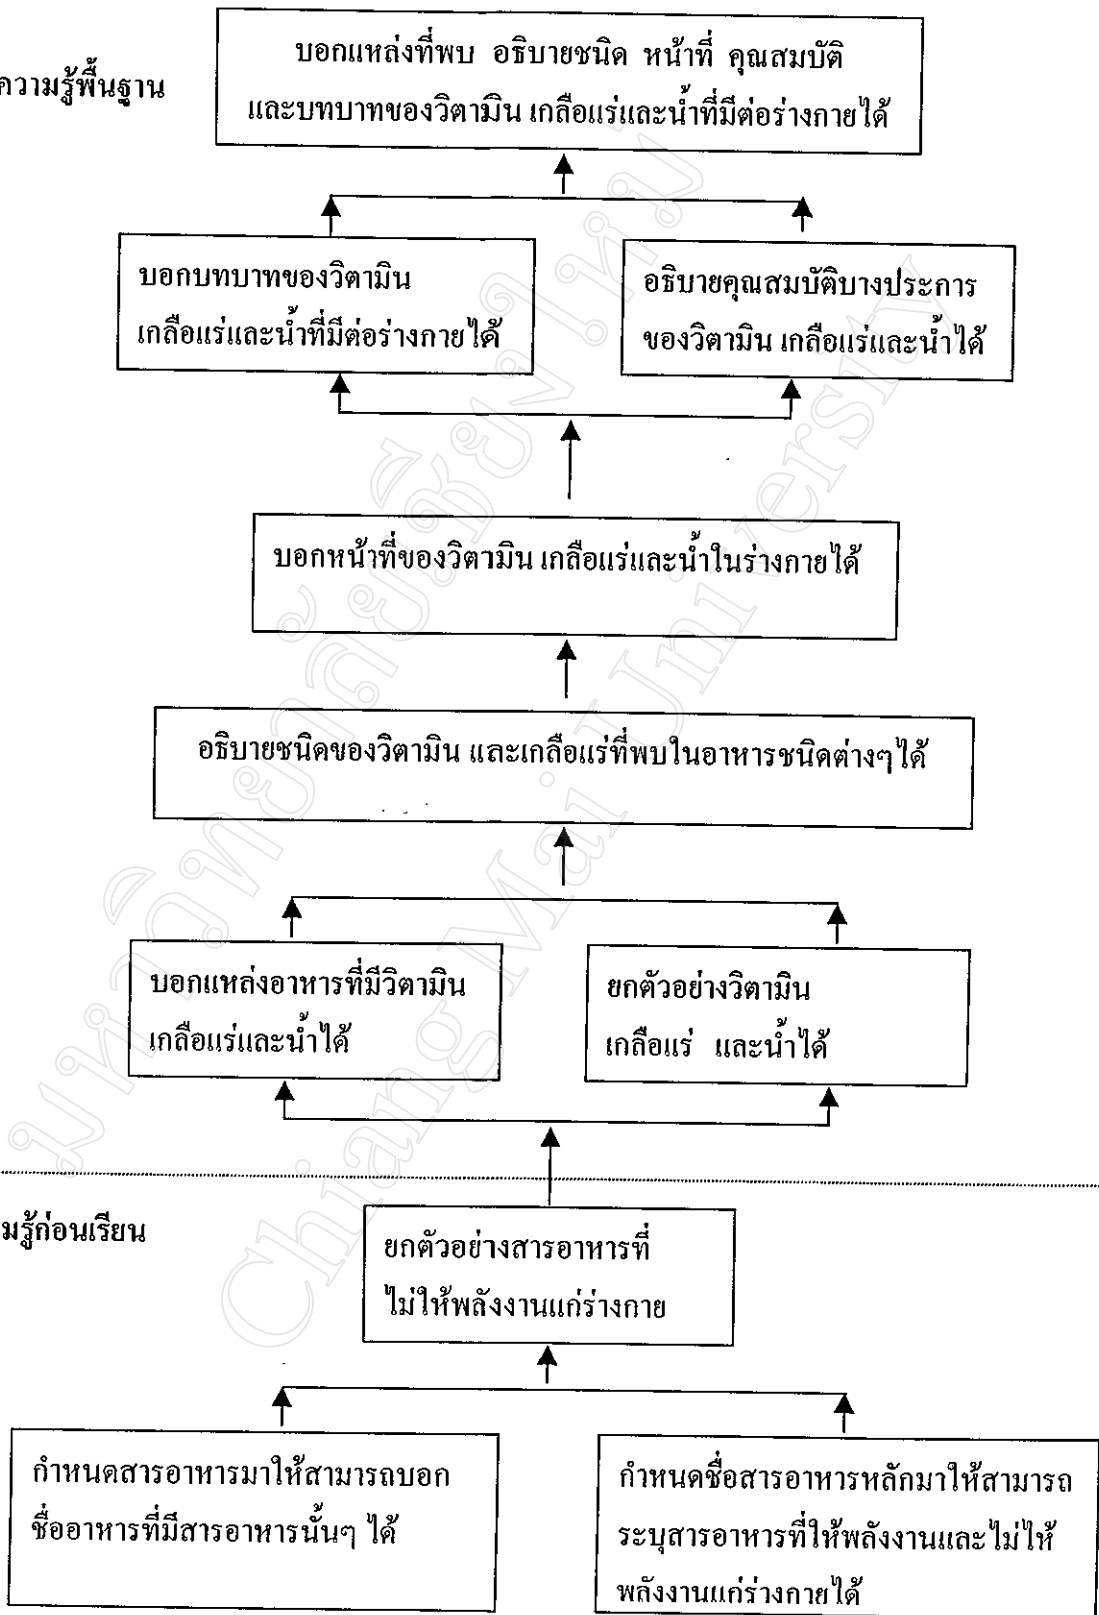 บอกแหล่งที่พบ อธิบายชนิด หน้าที่ คุณสมบัติ
และบทบาทของวิตามิน เกลือแร่และน้ำที่มีต่อร่างกายได้
ความรู้พื้นฐาน
บอกบทบาทของวิตามิน
เกลือแร่และน้ำที่มีต่อร่างกายได้
อธิบายคุณสมบัติบางประการ
ของวิตามิน เกลือแร่และน้ำได้
บอกหน้าที่ของวิตามิน เกลือแร่และน้ำในร่างกายได้
อธิบายชนิดของวิตามิน และเกลือแร่ที่พบในอาหารชนิดต่างๆได้
บอกแหล่งอาหารที่มีวิตามิน
เกลือแร่และน้ำได้
ยกตัวอย่างวิตามิน
เกลือแร่ และน้ำได้
มรู้ก่อนเรียน
ยกตัวอย่างสารอาหารที่
ไม่ให้พลังงานแก่ร่างกาย
กำหนดสารอาหารมาให้สามารถบอก
ชื่ออาหารที่มีสารอาหารนั้นๆ ได้
กำหนดชื่อสารอาหารหลักมาให้สามารถ
ระบุสารอาหารที่ให้พลังงานและไม่ให้
พลังงานแก่ร่างกายได้
มหาวิทยาลัยเชียงใหม่
Chiang Mai University